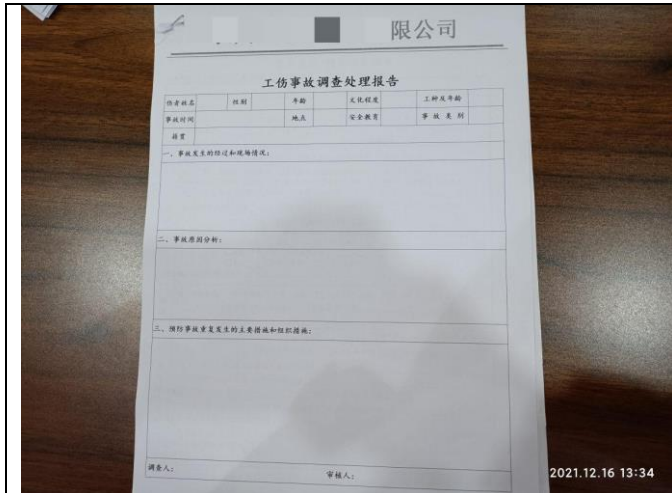 限公司
工伤事故调查处理报告
伤者姓名 性别 年龄 文化程度 工种及年龄
事故时间 地点 安全教育 事故类别
籍贯
一、事故发生的经过和现场情况:
二、事故原因分析:
三、预防事故重复发生的主要措施和组织措施:
调查人: 审核人:
2021.12.16 13:34